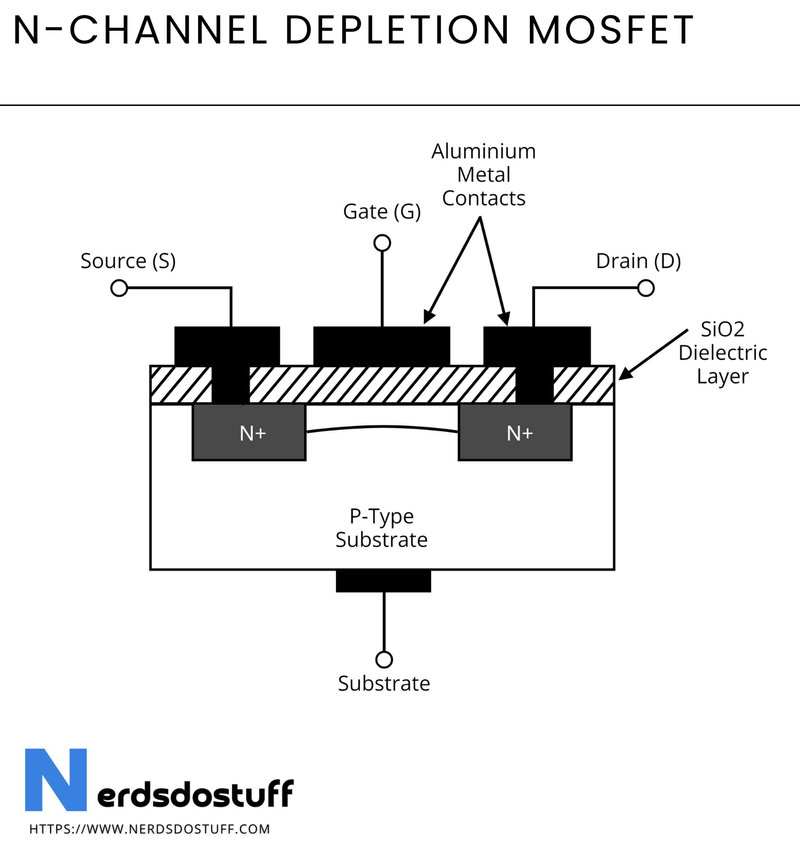 N-CHANNEL DEPLETION MOSFET
Aluminium
Metal
Contacts
Gate (G)
Source (S)
Drain (D)
SiO2
Dielectric
Layer
N+
N+
P-Type
Substrate
Substrate
Nerdsdostuff
HTTPS://WWW.NERDSDOSTUFF.COM